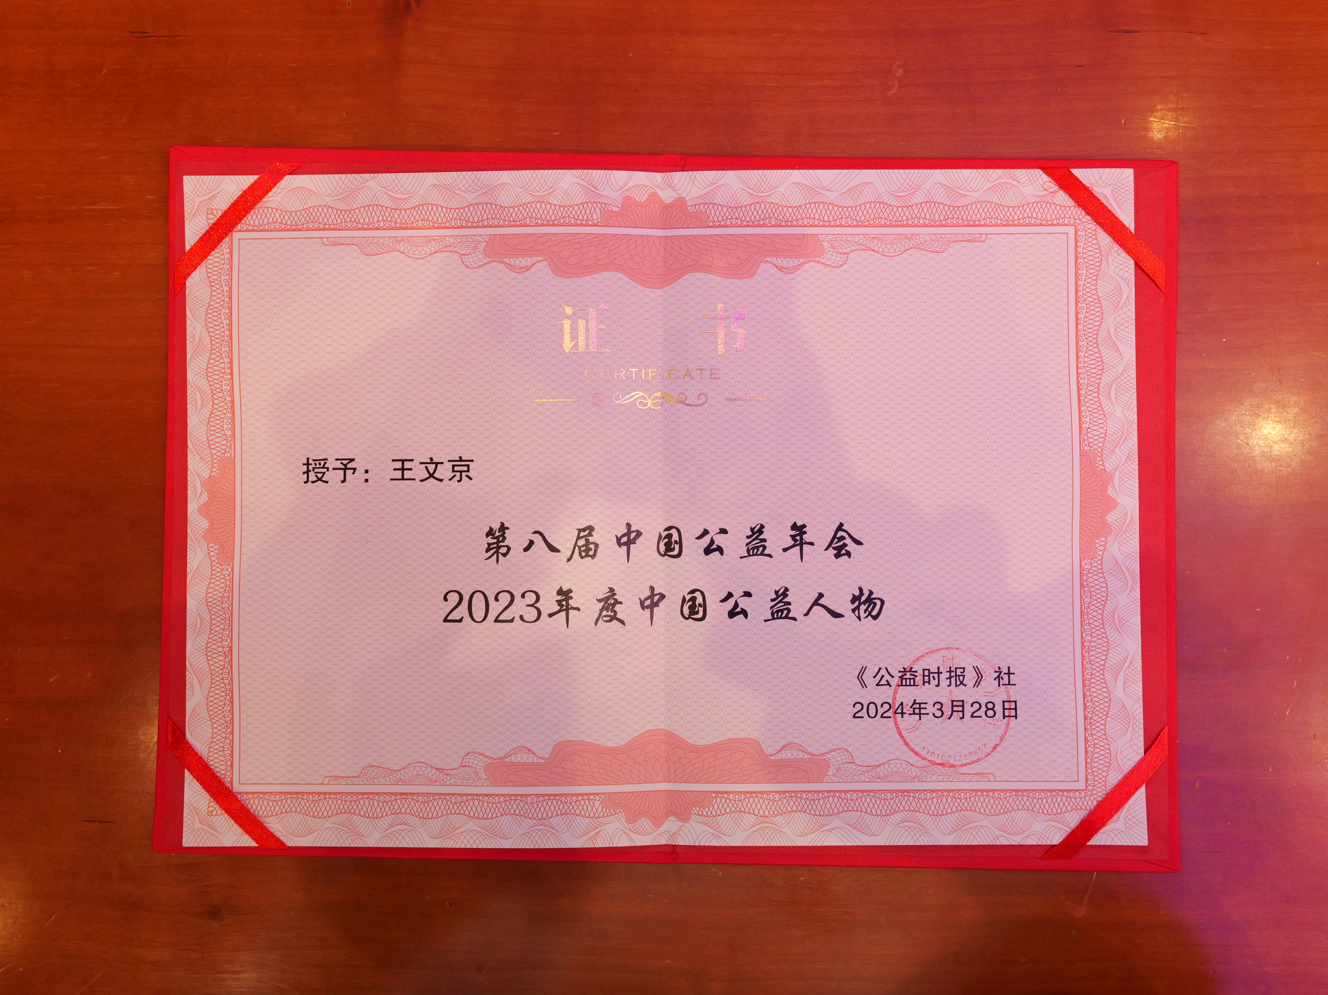 证 书
CERTIFICATE
授予：王文京
第八届中国公益年会
2023年度中国公益人物
《公益时报》社
2024年3月28日